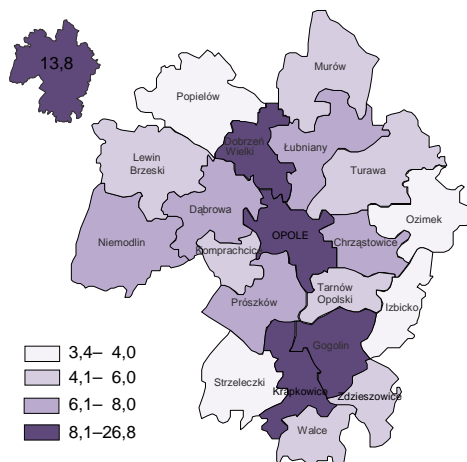 13,8
Murów
Popielów
Dobrzeń
Wielki
Łubniany
Lewin
Brzeski
Turawa
Dąbrowa
Ozimek
Niemodlin
OPOLE
Chrząstowice
Komprachcice
Tarnów
Opolski
Izbicko
Prószków
Gogolin
Strzeleczki
Krapkowice
Zdzieszowice
Walce
3,4– 4,0
4,1– 6,0
6,1– 8,0
8,1–26,8